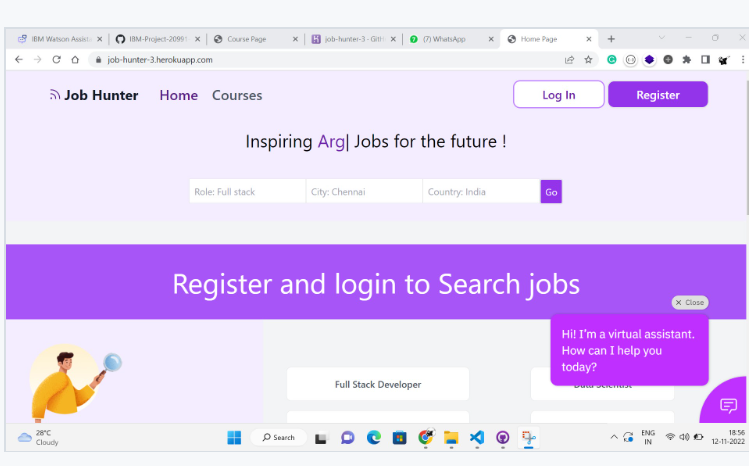 IBM Watson Assist
IBM-Project-20991
Course Page
job-hunter-3 - GitH
(7) WhatsApp
Home Page
job-hunter-3.herokuapp.com
Job Hunter
Home
Courses
Log In
Register
Inspiring Arg| Jobs for the future !
Role: Full stack
City: Chennai
Country: India
Go
Register and login to Search jobs
× Close
Hi! I'm a virtual assistant.
How can I help you
today?
Full Stack Developer
Data Scientist
28°C
Cloudy
Search
ENG
IN
18:56
12-11-2022